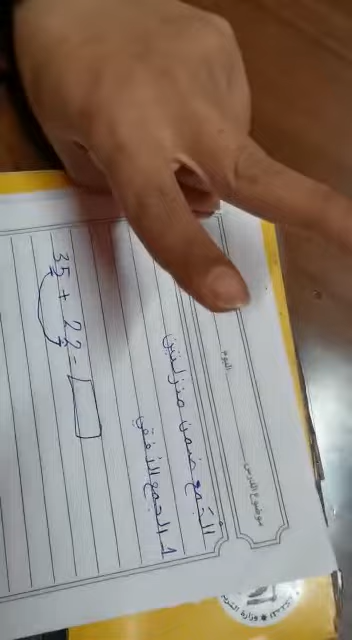 موضوع الدرس
اليوم
الجمع ضمن منزلتين
1 الجمع الأفقي
35 + 22 =